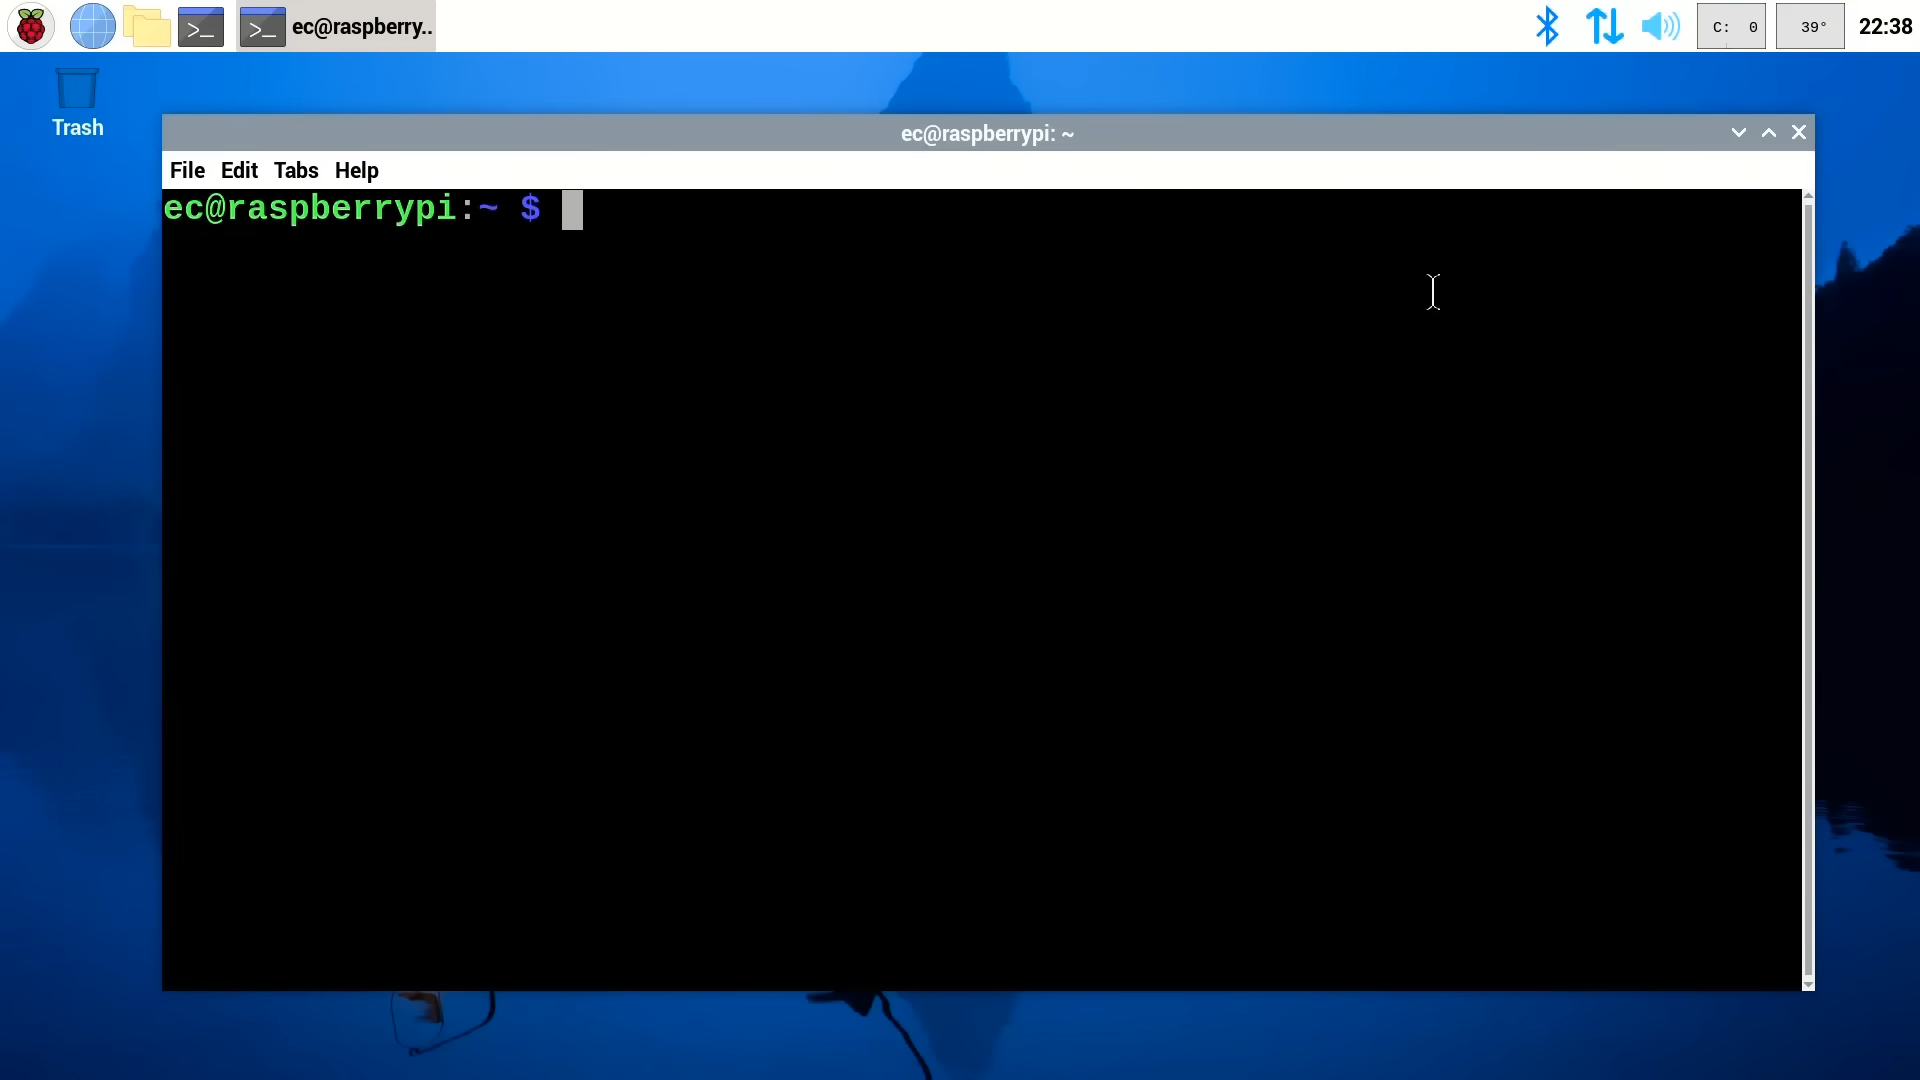 >_ >_ ec@raspberry.. C: 0 39° 22:38
Trash
ec@raspberrypi: ~
File Edit Tabs Help
ec@raspberrypi:~ $